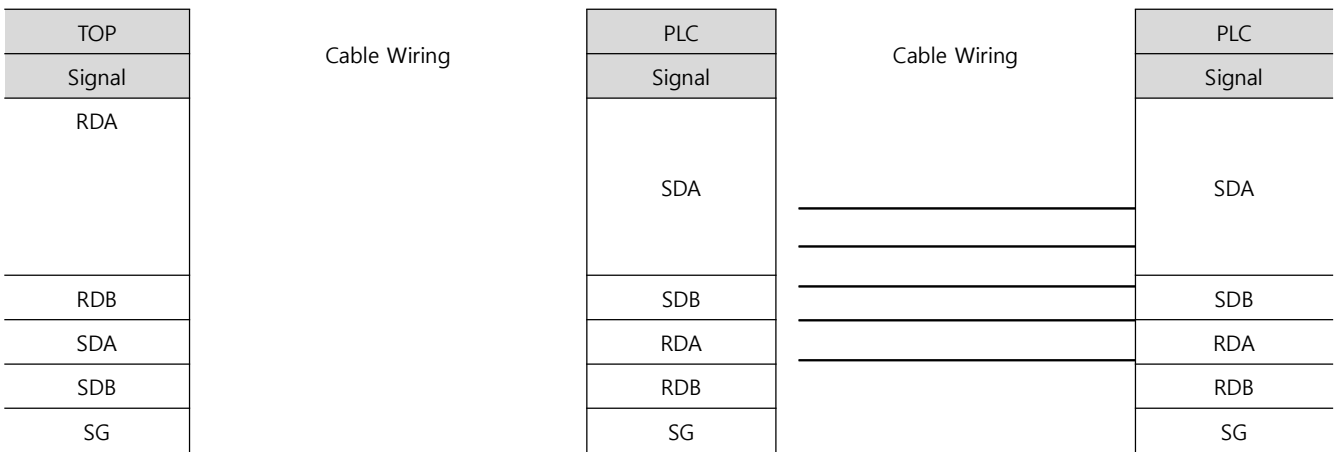 TOP Cable Wiring PLC Cable Wiring PLC
Signal Signal Signal
RDA SDA SDA
RDB SDB SDB
SDA RDA RDA
SDB RDB RDB
SG SG SG